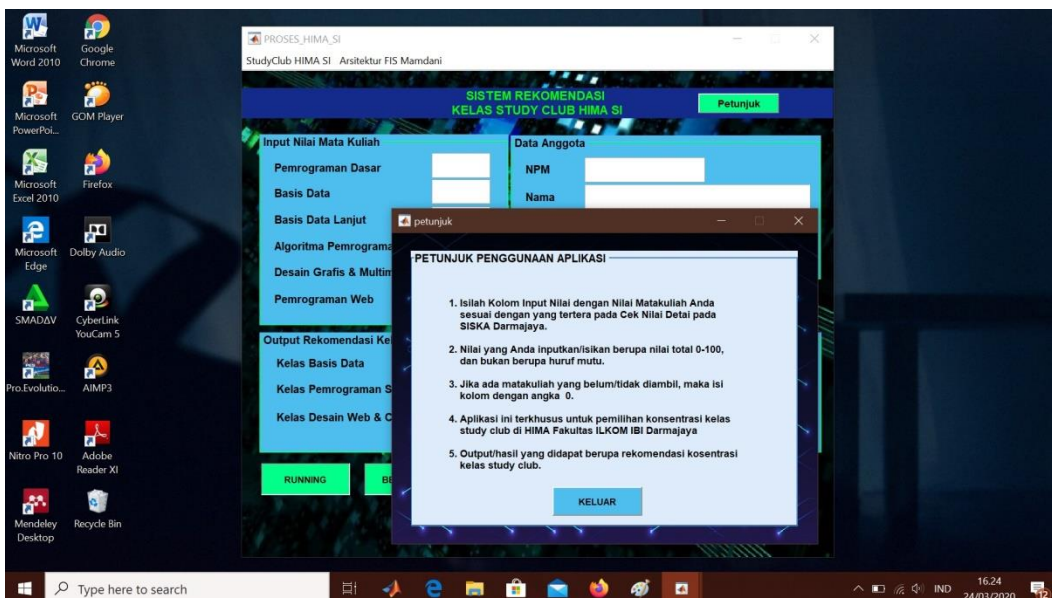 Microsoft Word 2010
Google Chrome
Microsoft PowerPoi...
GOM Player
Microsoft Excel 2010
Firefox
Microsoft Edge
Dolby Audio
SMADΔV
CyberLink YouCam 5
Pro.Evolutio...
AIMP3
Nitro Pro 10
Adobe Reader XI
Mendeley Desktop
Recycle Bin
PROSES_HIMA_SI
StudyClub HIMA SI Arsitektur FIS Mamdani
SISTEM REKOMENDASI
KELAS STUDY CLUB HIMA SI
Petunjuk
Input Nilai Mata Kuliah
Pemrograman Dasar
Basis Data
Basis Data Lanjut
Algoritma Pemrograma
Desain Grafis & Multim
Pemrograman Web
Data Anggota
NPM
Nama
Output Rekomendasi Ke
Kelas Basis Data
Kelas Pemrograman S
Kelas Desain Web & C
RUNNING
BE
petunjuk
PETUNJUK PENGGUNAAN APLIKASI
1. Isilah Kolom Input Nilai dengan Nilai Matakuliah Anda
sesuai dengan yang tertera pada Cek Nilai Detai pada
SISKA Darmajaya.
2. Nilai yang Anda inputkan/isikan berupa nilai total 0-100,
dan bukan berupa huruf mutu.
3. Jika ada matakuliah yang belum/tidak diambil, maka isi
kolom dengan angka 0.
4. Aplikasi ini terkhusus untuk pemilihan konsentrasi kelas
study club di HIMA Fakultas ILKOM IBI Darmajaya
5. Output/hasil yang didapat berupa rekomendasi kosentrasi
kelas study club.
KELUAR
Type here to search
IND
16.24
24/03/2020
12